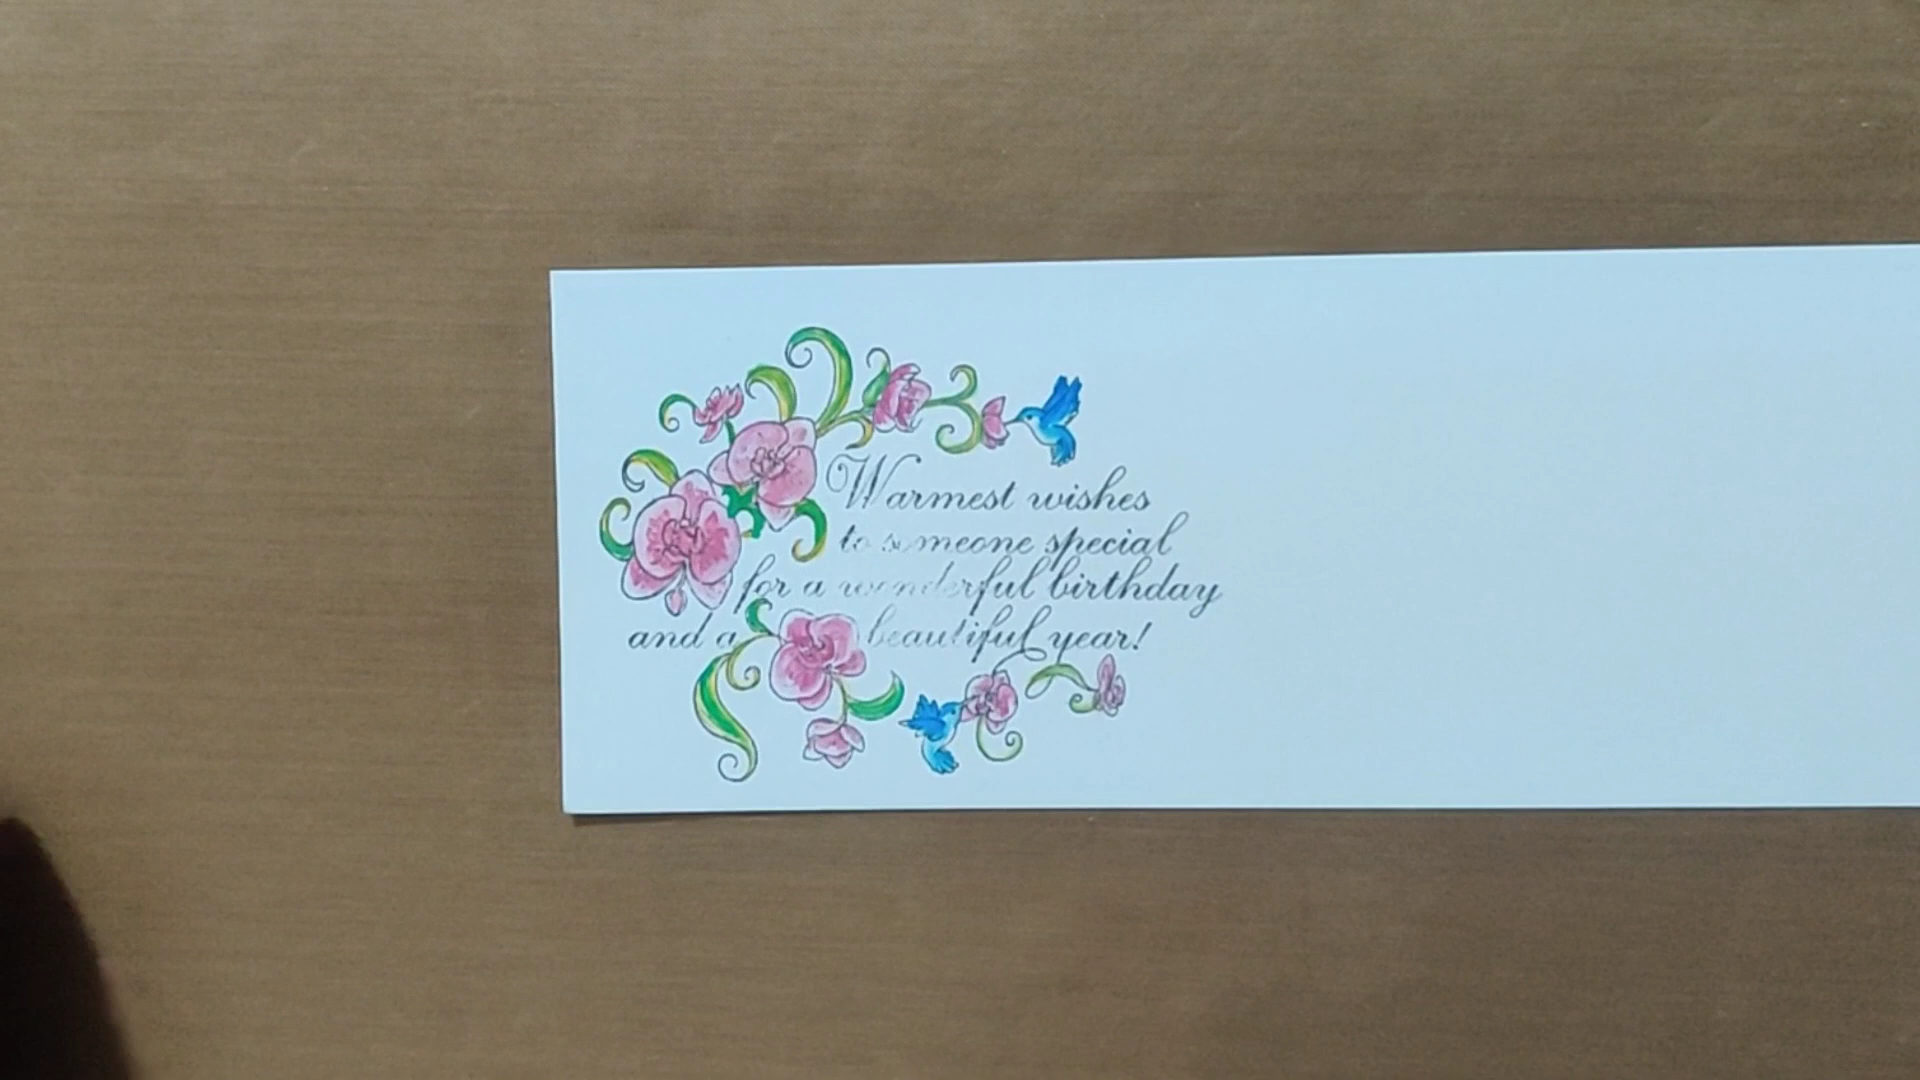 Warmest wishes
to someone special
for a wonderful birthday
and a beautiful year!